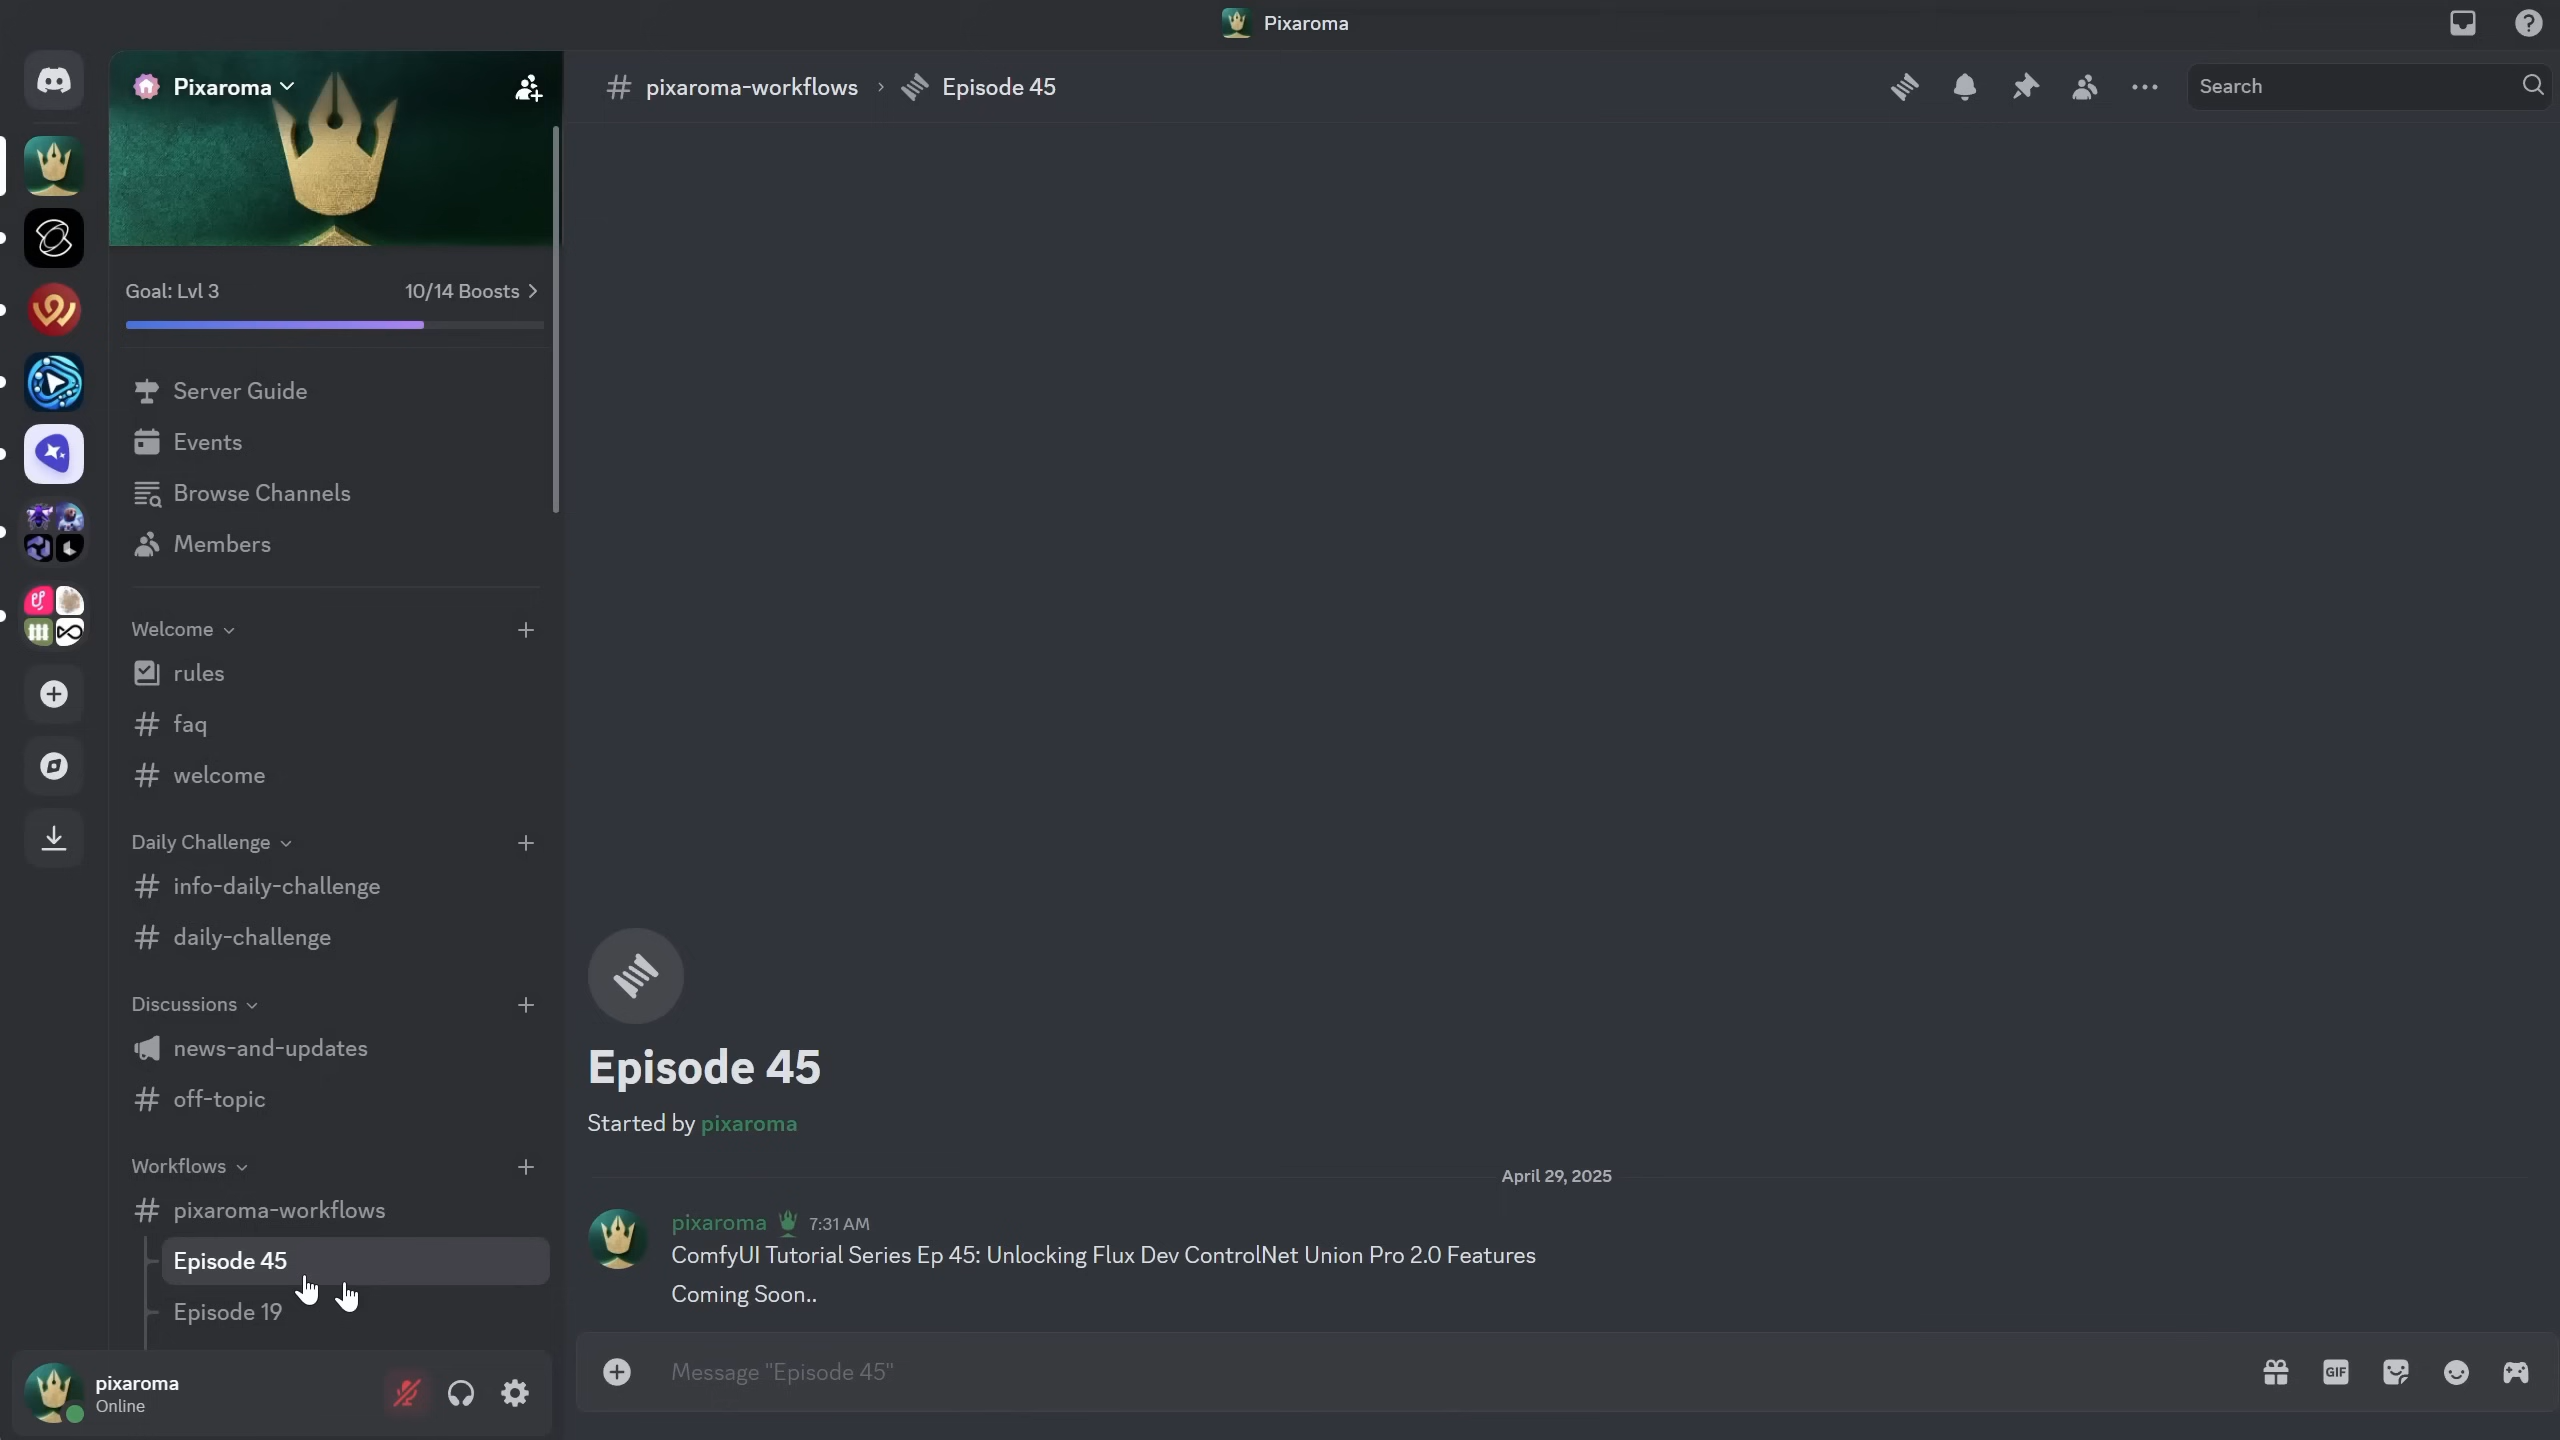 Pixaroma
Pixaroma
Goal: Lvl 3
10/14 Boosts
Server Guide
Events
Browse Channels
Members
Welcome
rules
faq
welcome
Daily Challenge
info-daily-challenge
daily-challenge
Discussions
news-and-updates
off-topic
Workflows
pixaroma-workflows
Episode 45
Episode 19
pixaroma
Online
pixaroma-workflows
Episode 45
Search
Episode 45
Started by pixaroma
April 29, 2025
pixaroma 7:31 AM
ComfyUI Tutorial Series Ep 45: Unlocking Flux Dev ControlNet Union Pro 2.0 Features
Coming Soon..
Message "Episode 45"
GIF